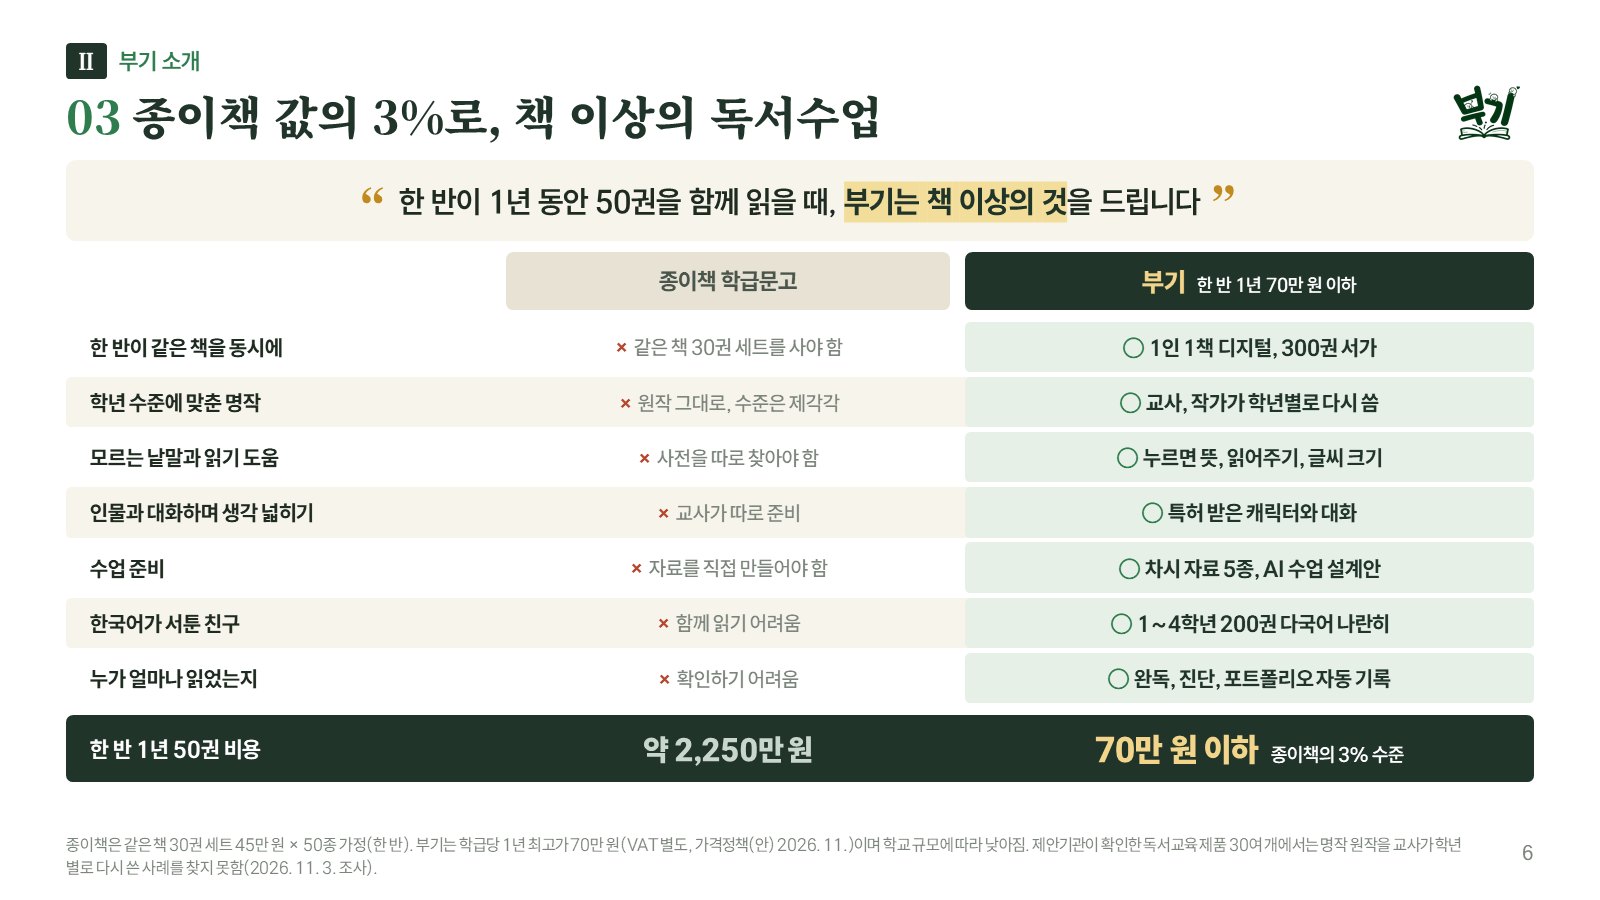 II 부기 소개
03 종이책 값의 3%로, 책 이상의 독서수업
부기
“ 한 반이 1년 동안 50권을 함께 읽을 때, 부기는 책 이상의 것을 드립니다 ”
종이책 학급문고 부기 한 반 1년 70만 원 이하
한 반이 같은 책을 동시에 × 같은 책 30권 세트를 사야 함 ○ 1인 1책 디지털, 300권 서가
학년 수준에 맞춘 명작 × 원작 그대로, 수준은 제각각 ○ 교사, 작가가 학년별로 다시 씀
모르는 낱말과 읽기 도움 × 사전을 따로 찾아야 함 ○ 누르면 뜻, 읽어주기, 글씨 크기
인물과 대화하며 생각 넓히기 × 교사가 따로 준비 ○ 특허 받은 캐릭터와 대화
수업 준비 × 자료를 직접 만들어야 함 ○ 차시 자료 5종, AI 수업 설계안
한국어가 서툰 친구 × 함께 읽기 어려움 ○ 1~4학년 200권 다국어 나란히
누가 얼마나 읽었는지 × 확인하기 어려움 ○ 완독, 진단, 포트폴리오 자동 기록
한 반 1년 50권 비용 약 2,250만 원 70만 원 이하 종이책의 3% 수준
종이책은 같은 책 30권 세트 45만 원 × 50종 가정(한 반). 부기는 학급당 1년 최고가 70만 원(VAT 별도, 가격정책(안) 2026. 11.)이며 학교 규모에 따라 낮아짐. 제안기관이 확인한 독서교육 제품 30여 개에서는 명작 원작을 교사가 학년
별로 다시 쓴 사례를 찾지 못함(2026. 11. 3. 조사).
6